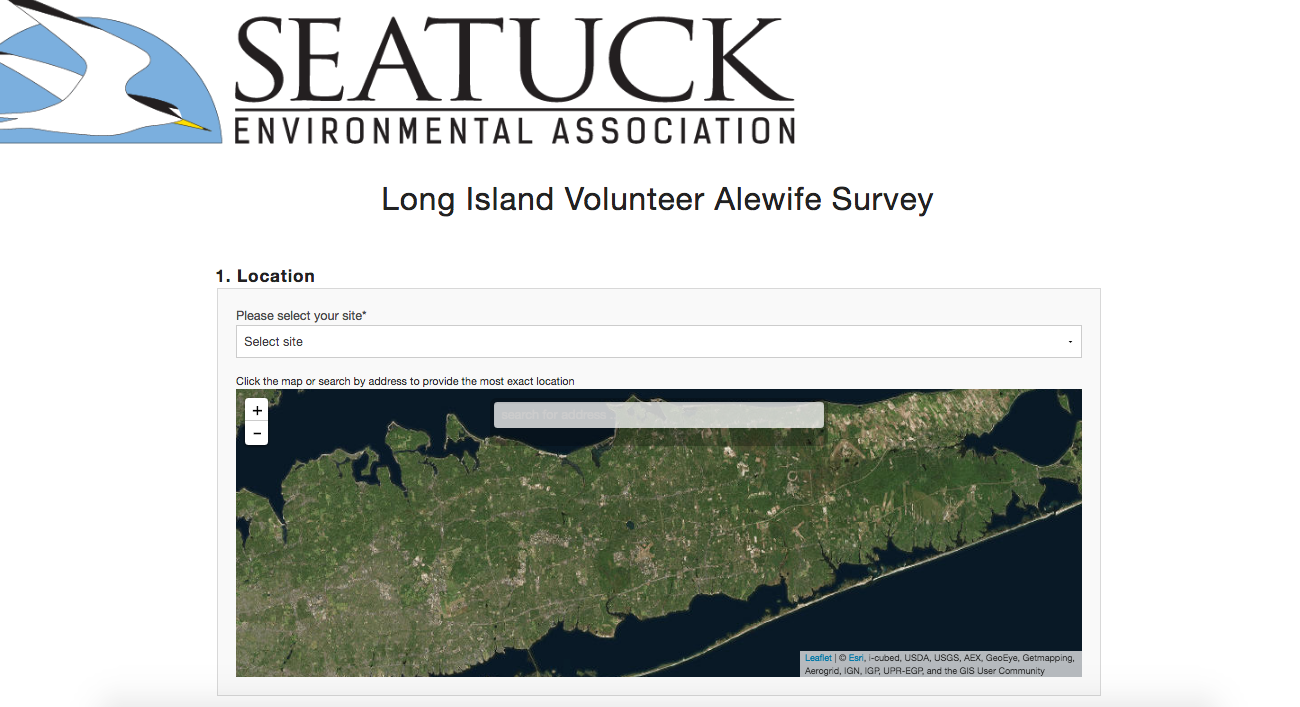 SEATUCK
ENVIRONMENTAL ASSOCIATION
Long Island Volunteer Alewife Survey
1. Location
Please select your site*
Select site
Click the map or search by address to provide the most exact location
+
search for address
−
Leaflet | © Esri, i-cubed, USDA, USGS, AEX, GeoEye, Getmapping,
Aerogrid, IGN, IGP, UPR-EGP, and the GIS User Community